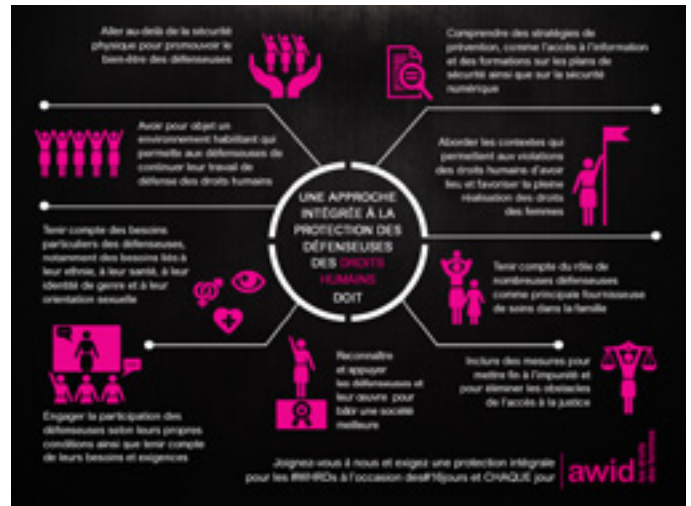 Aller au-delà de la sécurité
physique pour promouvoir le
bien-être des défenseuses
Comprendre des stratégies de
prévention, comme l'accès à l'information
et des formations sur les plans de
sécurité ainsi que sur la sécurité
numérique
Avoir pour objet un
environnement habilitant qui
permette aux défenseuses de
continuer leur travail de
défense des droits humains
Aborder les contextes qui
permettent aux violations
des droits humains d'avoir
lieu, et favoriser la pleine
réalisation des droits
des femmes
UNE APPROCHE
INTÉGRÉE À LA
PROTECTION DES
DÉFENSEUSES
DES DROITS
HUMAINS
DOIT
Tenir compte des besoins
particuliers des défenseuses,
notamment des besoins liés à
leur ethnie, à leur santé, à leur
identité de genre et à leur
orientation sexuelle
Tenir compte du rôle de
nombreuses défenseuses
comme principale fournisseuse
de soins dans la famille
Engager la participation des
défenseuses selon leurs propres
conditions ainsi que tenir compte
de leurs besoins et exigences
Reconnaître
et appuyer
les défenseuses et
leur œuvre pour
bâtir une société
meilleure
Inclure des mesures pour
mettre fin à l'impunité et
pour éliminer les obstacles
de l'accès à la justice
Joignez-vous à nous et exigez une protection intégrale
pour les #WHRDs à l'occasion des#16jours et CHAQUE jour
awid
les droits
des femmes